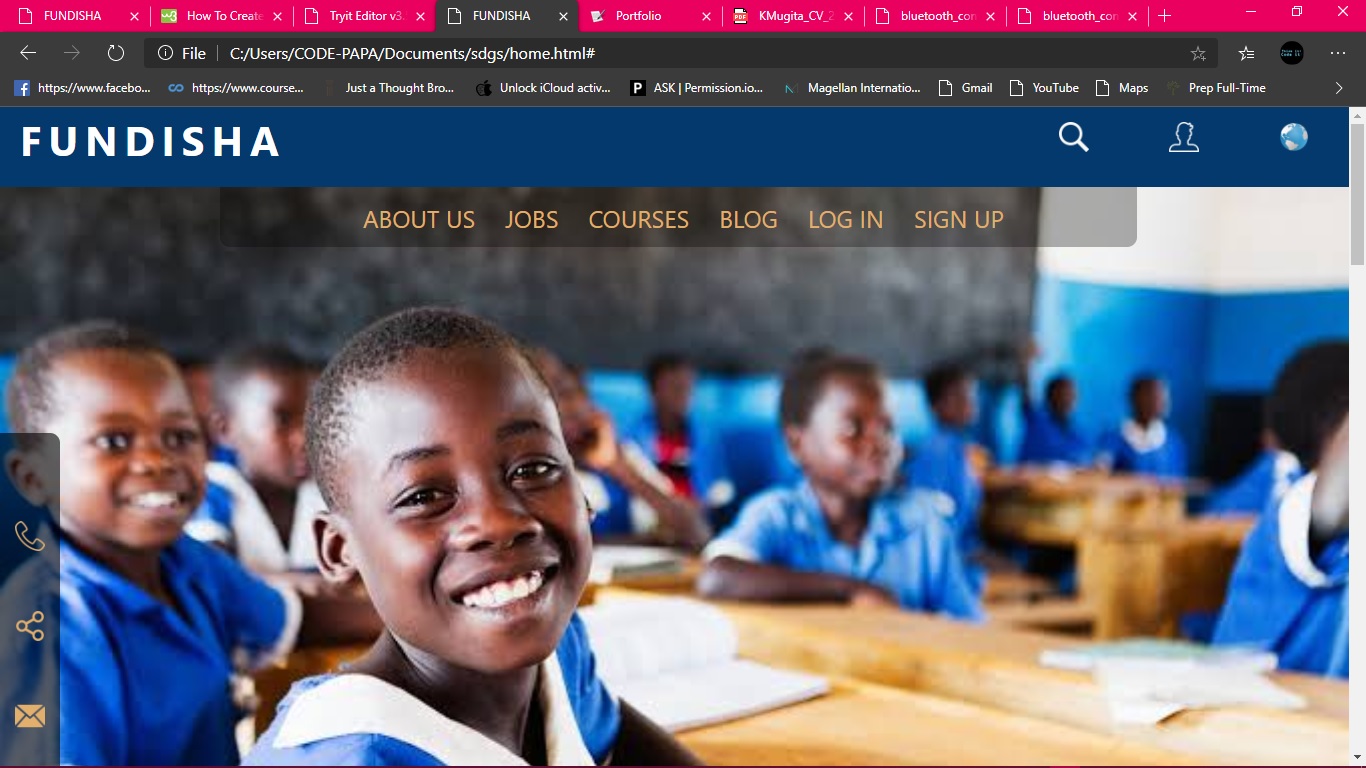 FUNDISHA
How To Create
Tryit Editor v3.
FUNDISHA
Portfolio
KMugita_CV_2
bluetooth_con
bluetooth_con
File C:/Users/CODE-PAPA/Documents/sdgs/home.html#
https://www.facebo... https://www.course... Just a Thought Bro... Unlock iCloud activ... P ASK | Permission.io... Magellan Internatio... Gmail YouTube Maps Prep Full-Time
FUNDISHA
ABOUT US JOBS COURSES BLOG LOG IN SIGN UP